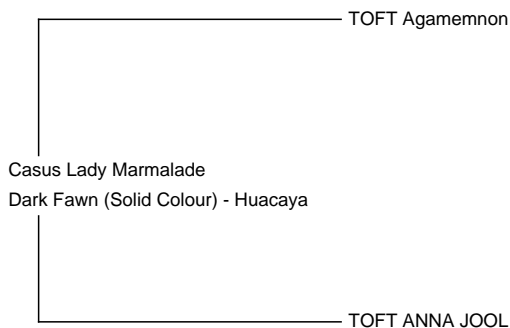 TOFT Agamemnon
Casus Lady Marmalade
Dark Fawn (Solid Colour) - Huacaya
TOFT ANNA JOOL